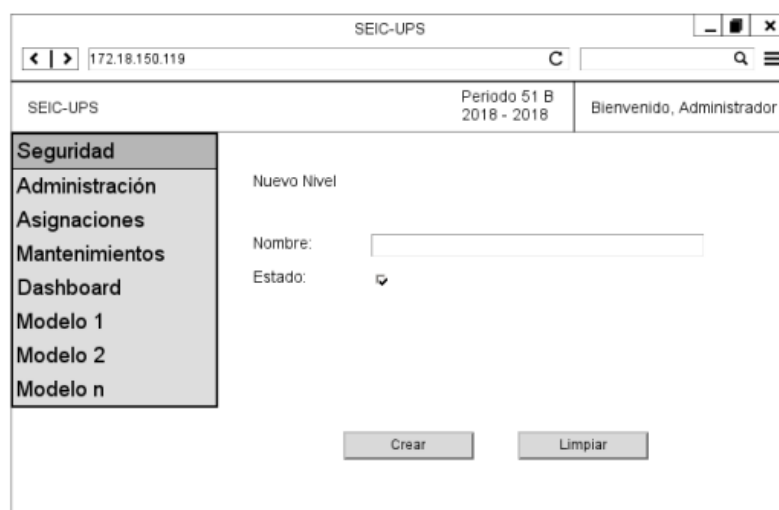 SEIC-UPS
172.18.150.119
SEIC-UPS
Periodo 51 B
2018 - 2018
Bienvenido, Administrador
Seguridad
Administración
Asignaciones
Mantenimientos
Dashboard
Modelo 1
Modelo 2
Modelo n
Nuevo Nivel
Nombre:
Estado:
Crear
Limpiar